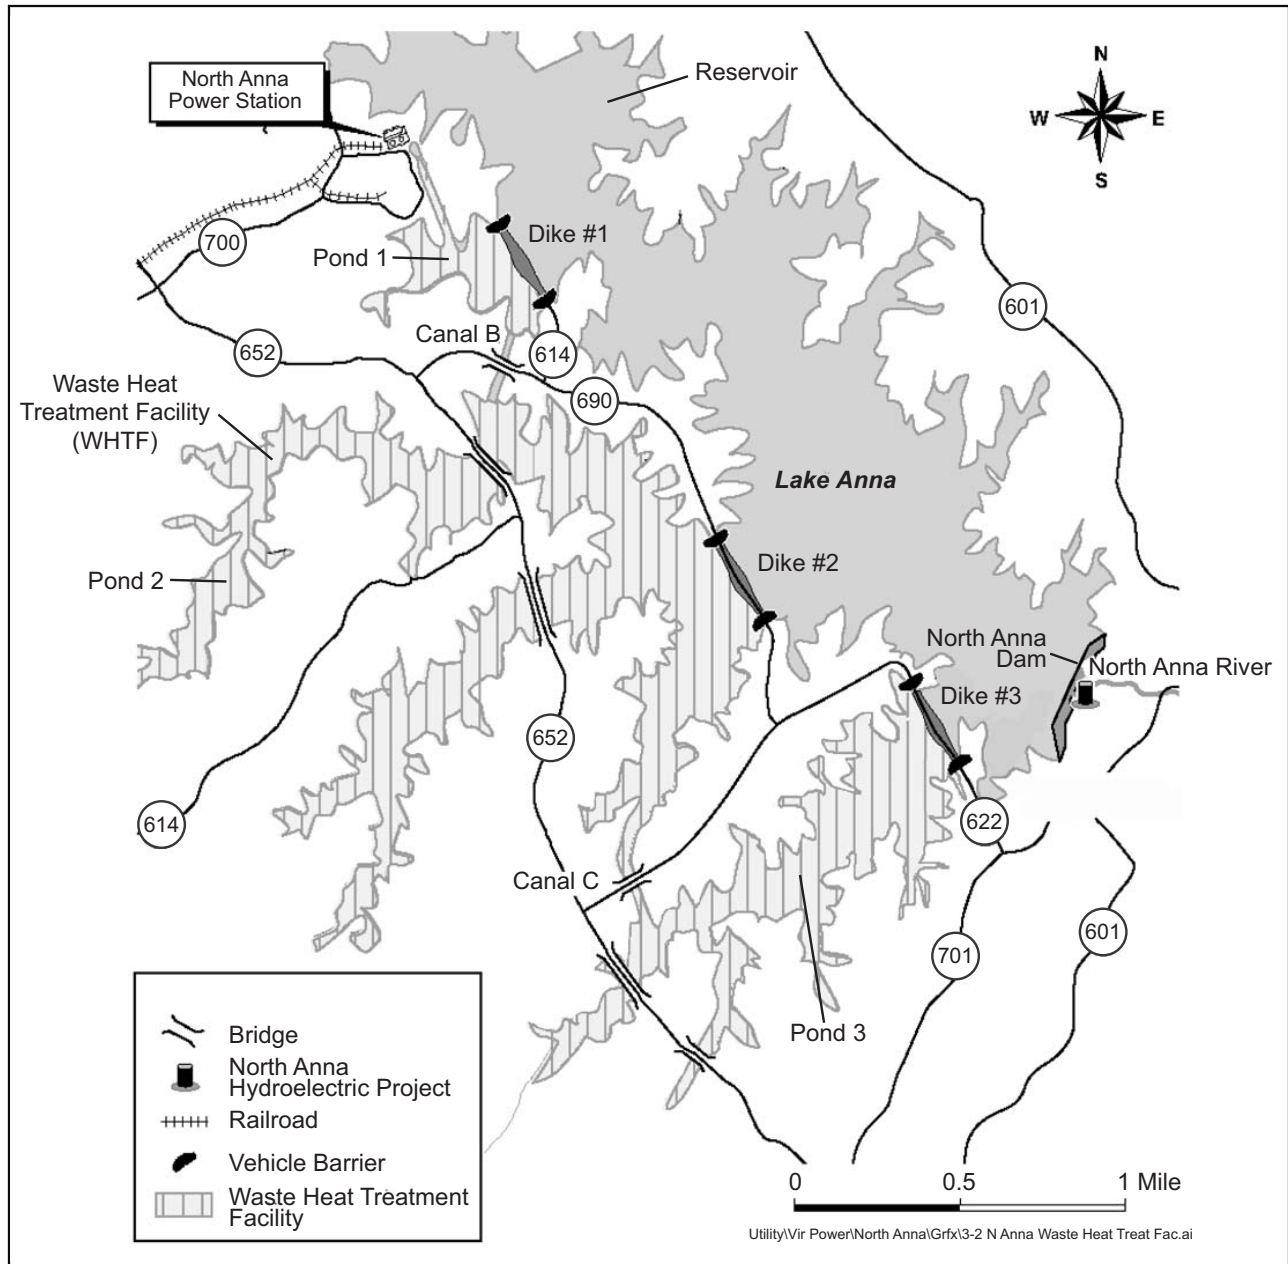 North Anna
Power Station
Reservoir
N
W
E
S
700
Pond 1
Dike #1
601
652
Canal B
614
690
Waste Heat
Treatment Facility
(WHTF)
Lake Anna
Pond 2
Dike #2
North Anna
Dam
North Anna River
Dike #3
652
614
622
Canal C
601
701
Pond 3
Bridge
North Anna
Hydroelectric Project
Railroad
Vehicle Barrier
Waste Heat Treatment
Facility
0
0.5
1 Mile
Utility\Vir Power\North Anna\Grfx\3-2 N Anna Waste Heat Treat Fac.ai